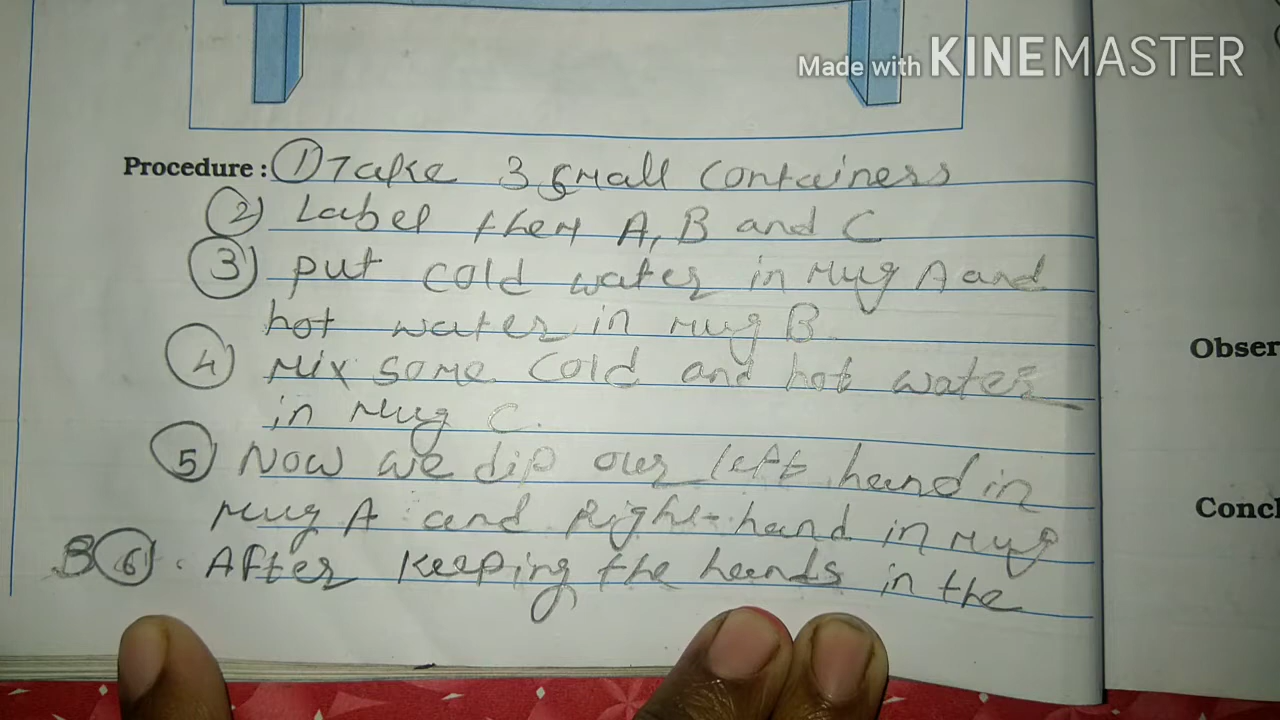 Made with KINEMASTER
Procedure : ① Take 3 small containers
② Label them A, B and C
③ put cold water in mug A and
hot water in mug B.
④ Mix some cold and hot water
in mug C.
⑤ Now we dip our left hand in
mug A and Right hand in mug
B ⑥. After keeping the hands in the
Obser
Concl